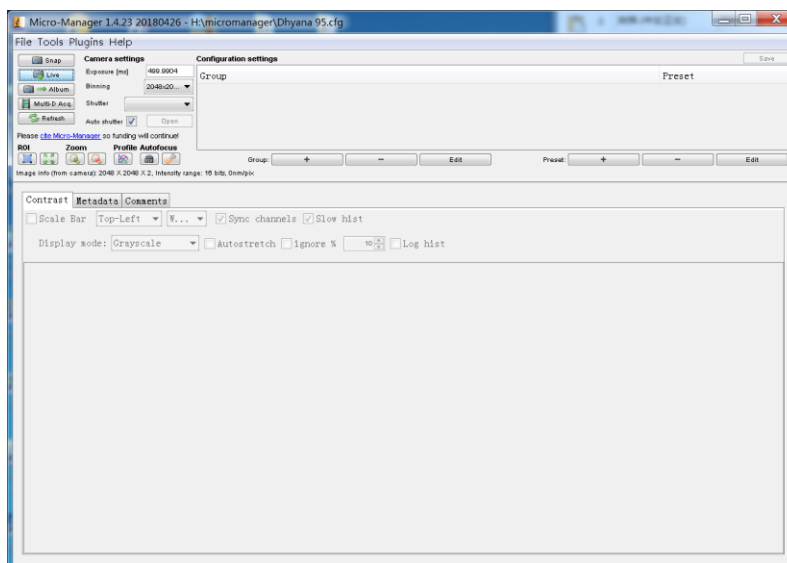 Micro-Manager 1.4.23 20180426 - H:\micromanager\Dhyana 95.cfg
File Tools Plugins Help
Snap
Live
Album
Multi-D Acq.
Refresh
Camera settings
Exposure [ms] 499.9904
Binning 2048x20...
Shutter
Auto shutter Open
Configuration settings Save
Group Preset
Please cite Micro-Manager so funding will continue!
ROI Zoom Profile Autofocus
Group: + - Edit Preset: + - Edit
Image info (from camera): 2048 X 2048 X 2, Intensity range: 16 bits, 0nm/pix
Contrast Metadata Comments
Scale Bar Top-Left W... Sync channels Slow hist
Display mode: Grayscale Autostretch ignore % 10 Log hist